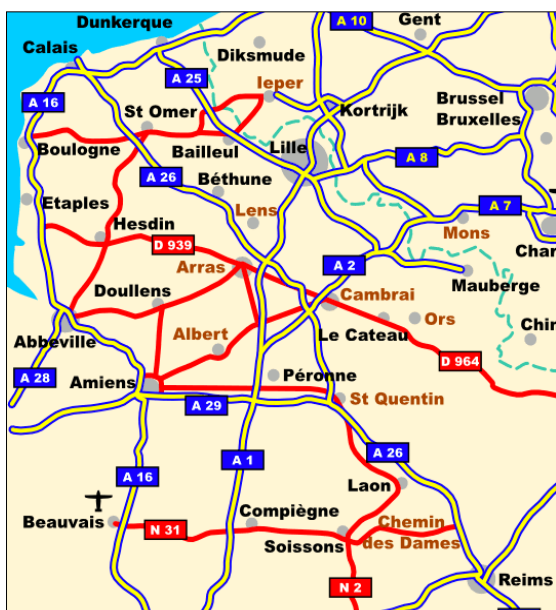 Dunkerque
A 10
Gent
Calais
Diksmude
A 25
Ieper
A 16
St Omer
Kortrijk
Brussel
Bruxelles
Boulogne
Bailleul
Lille
A 8
A 26
Béthune
Etaples
Lens
A 7
Hesdin
Mons
D 939
Char
Arras
A 2
Mauberge
Doullens
Cambrai
Abbeville
Albert
Le Cateau
Ors
Chir
D 964
A 28
Amiens
Péronne
A 29
St Quentin
A 26
A 16
A 1
Laon
Beauvais
N 31
Compiègne
Chemin
des Dames
Soissons
Reims
N 2